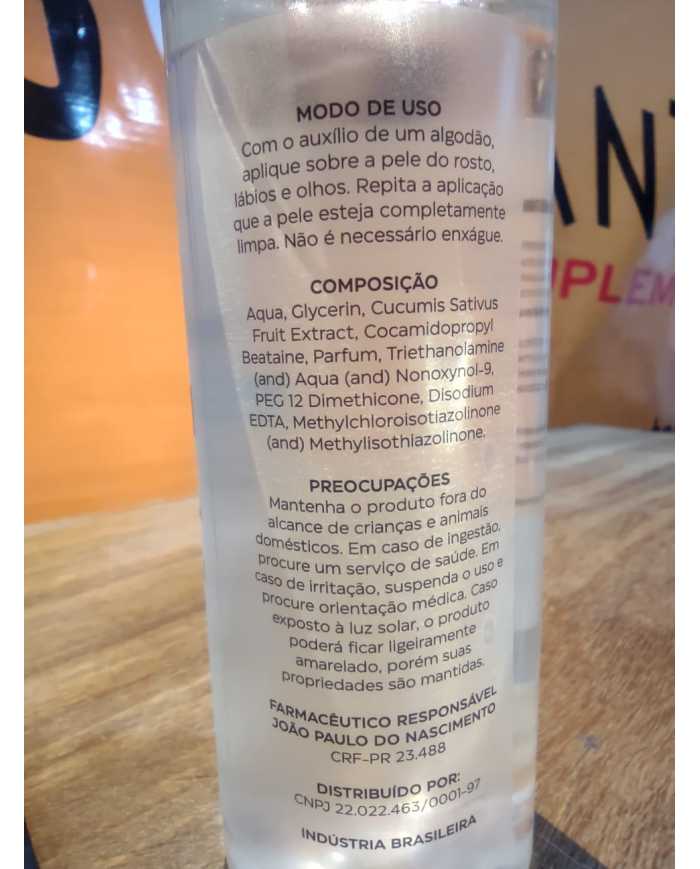 MODO DE USO
Com o auxílio de um algodão,
aplique sobre a pele do rosto,
lábios e olhos. Repita a aplicação
que a pele esteja completamente
limpa. Não é necessário enxágue.
COMPOSIÇÃO
Aqua, Glycerin, Cucumis Sativus
Fruit Extract, Cocamidopropyl
Betaine, Parfum, Triethanolamine
(and) Aqua (and) Nonoxynol-9,
PEG 12 Dimethicone, Disodium
EDTA, Methylchloroisotiazolinone
(and) Methylisothlazolinone.
PREOCUPAÇÕES
Mantenha o produto fora do
alcance de crianças e animais
domésticos. Em caso de ingestão,
procure um serviço de saúde. Em
caso de irritação, suspenda o uso e
procure orientação médica. Caso
exposto à luz solar, o produto
poderá ficar ligeiramente
amarelado, porém suas
propriedades são mantidas.
FARMACÊUTICO RESPONSÁVEL
JOÃO PAULO DO NASCIMENTO
CRF-PR 23.488
DISTRIBUÍDO POR:
CNPJ 22.022.463/0001-97
INDÚSTRIA BRASILEIRA